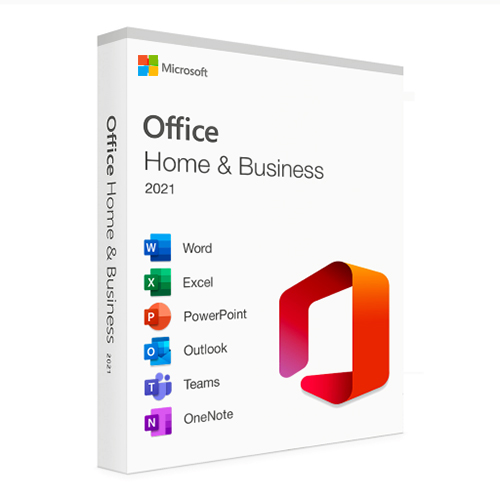 Microsoft
Office
Home & Business
2021
W Word
X Excel
P PowerPoint
O Outlook
T Teams
N OneNote
Office Home & Business 2021